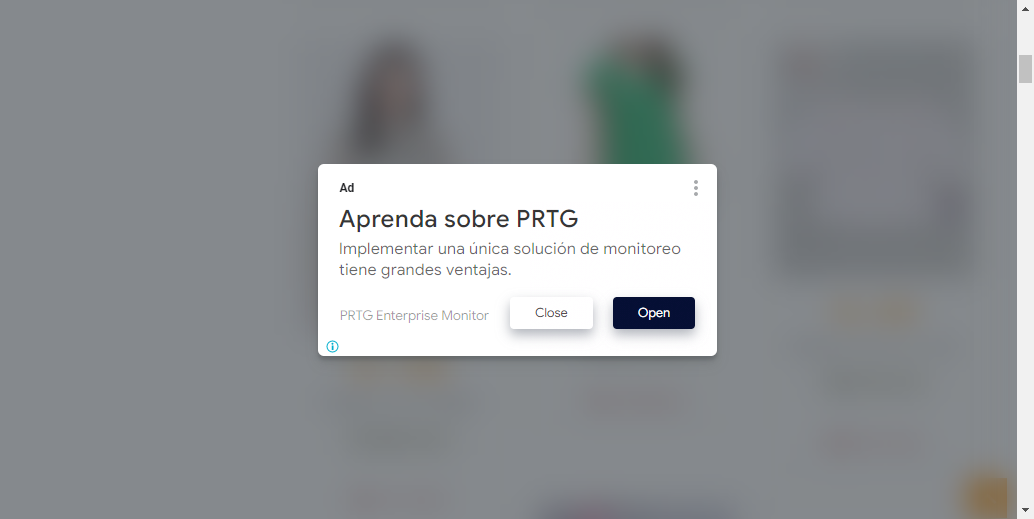 Ad
Aprenda sobre PRTG
Implementar una única solución de monitoreo
tiene grandes ventajas.
PRTG Enterprise Monitor
Close
Open